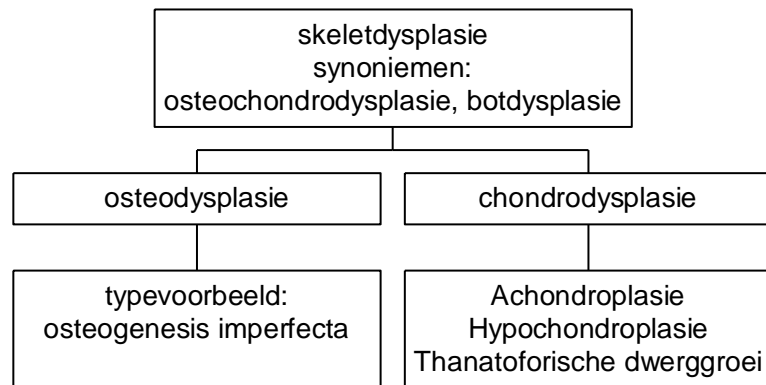 skeletdysplasie
synoniemen:
osteochondrodysplasie, botdysplasie
osteodysplasie
chondrodysplasie
typevoorbeeld:
osteogenesis imperfecta
Achondroplasie
Hypochondroplasie
Thanatoforische dwerggroei